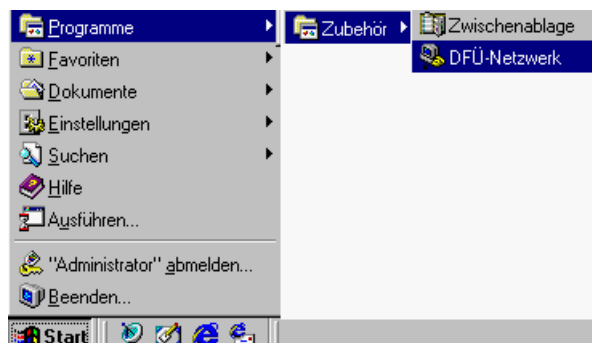 Programme
Zubehör
Zwischenablage
DFÜ-Netzwerk
Favoriten
Dokumente
Einstellungen
Suchen
Hilfe
Ausführen...
"Administrator" abmelden...
Beenden...
Start